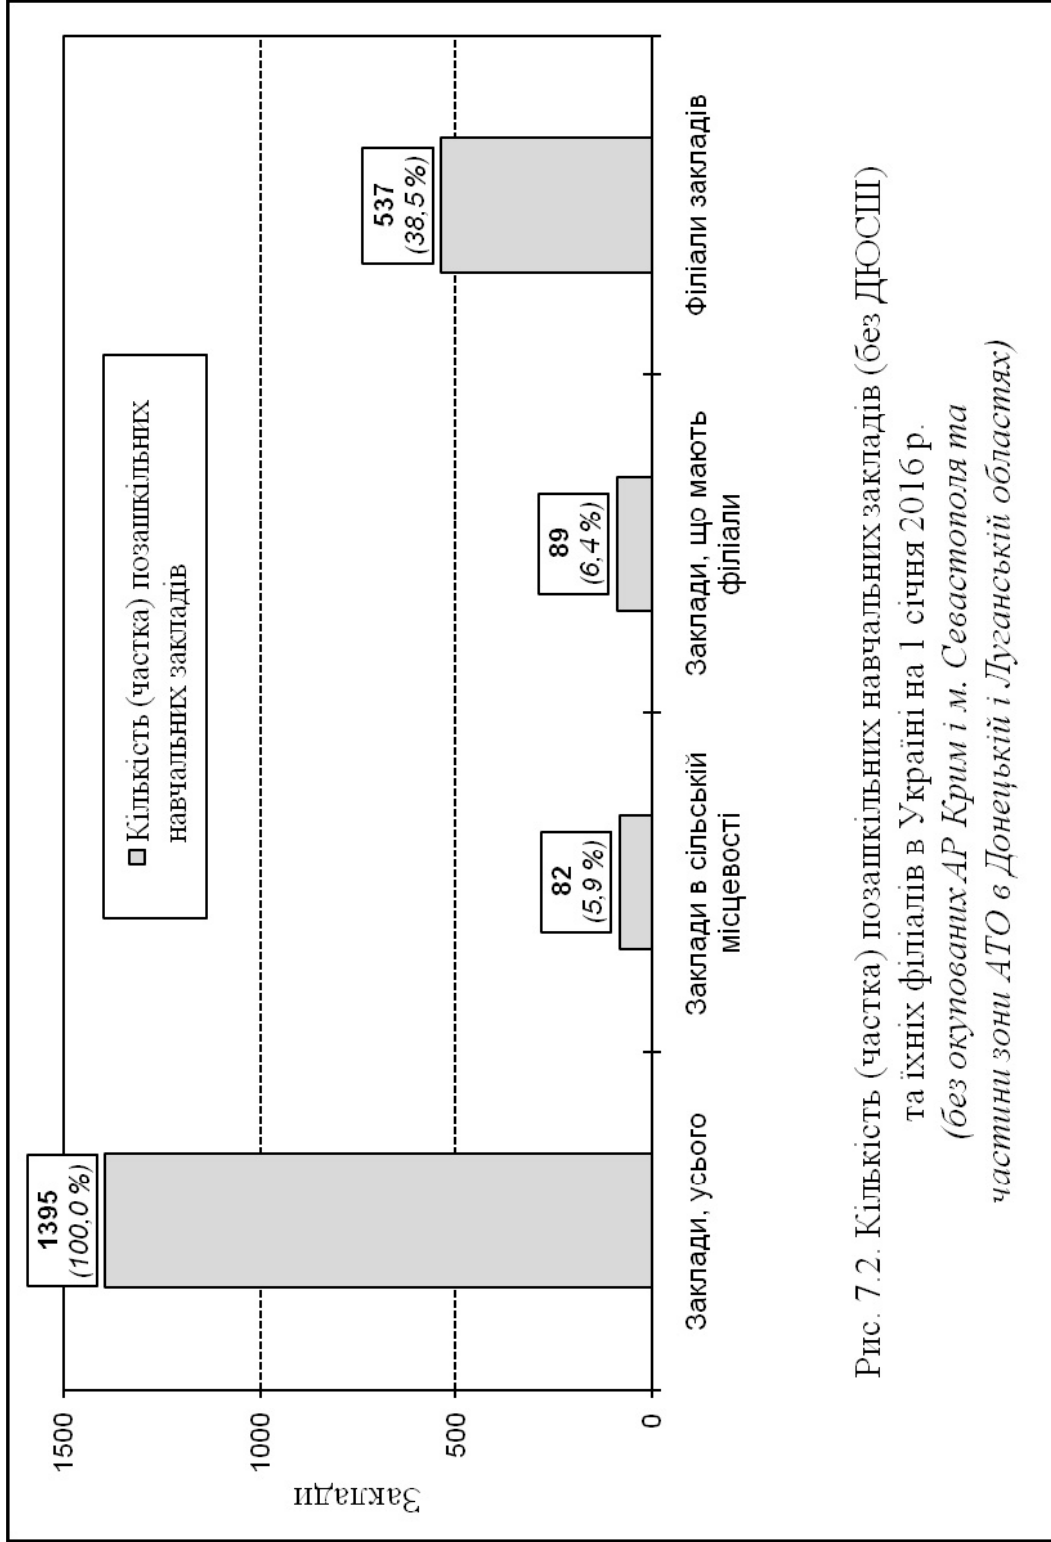 Заклади
1500
1000
500
0
1395
(100,0 %)
82
(5,9 %)
89
(6,4 %)
537
(38,5 %)
Кількість (частка) позашкільних
навчальних закладів
Заклади, усього
Заклади в сільській
місцевості
Заклади, що мають
філіали
Філіали закладів
Рис. 7.2. Кількість (частка) позашкільних навчальних закладів (без ДЮСШ)
та їхніх філіалів в Україні на 1 січня 2016 р.
(без окупованих АР Крим і м. Севастополя та
частини зони АТО в Донецькій і Луганській областях)